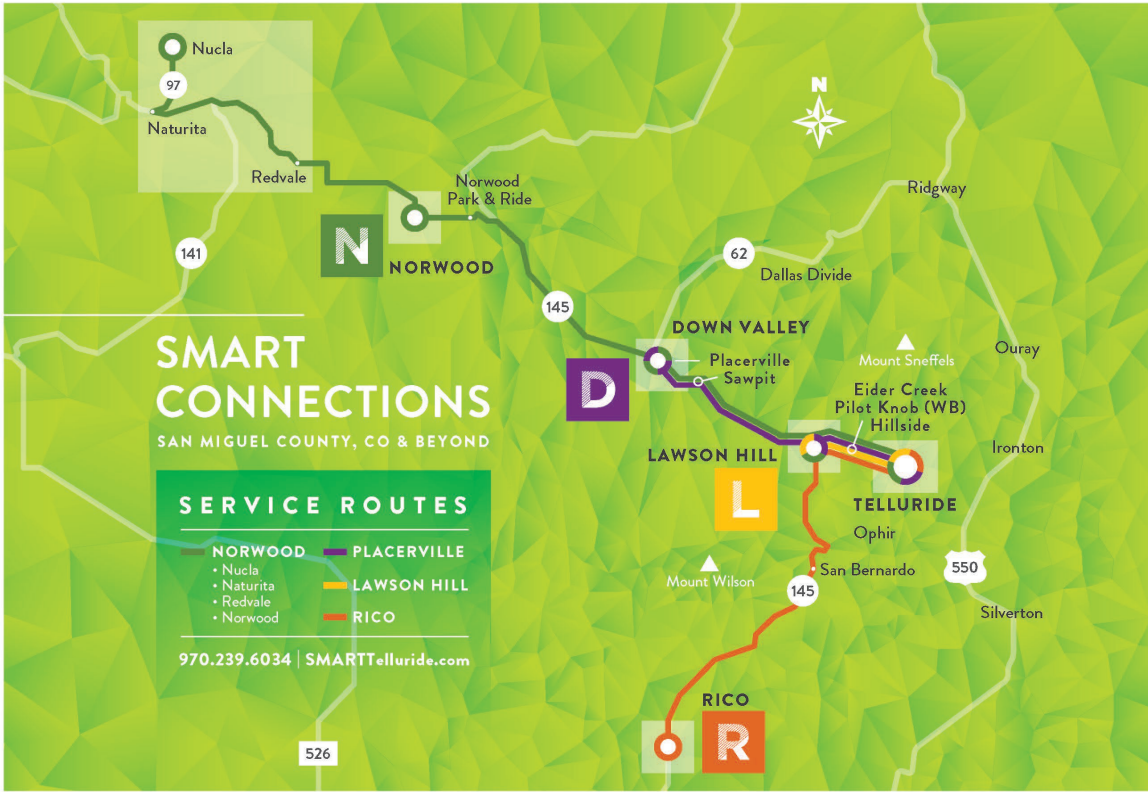 Nucla
97
Naturita
Redvale
Norwood
Park & Ride
N
NORWOOD
141
145
N
Ridgway
62
Dallas Divide
DOWN VALLEY
Placerville
Sawpit
D
Mount Sneffels
Ouray
Eider Creek
Pilot Knob (WB)
Hillside
Ironton
LAWSON HILL
L
TELLURIDE
Ophir
San Bernardo
Mount Wilson
145
550
Silverton
RICO
R
SMART
CONNECTIONS
SAN MIGUEL COUNTY, CO & BEYOND
SERVICE ROUTES
NORWOOD
• Nucla
• Naturita
• Redvale
• Norwood
PLACERVILLE
LAWSON HILL
RICO
970.239.6034 | SMARTTelluride.com
526